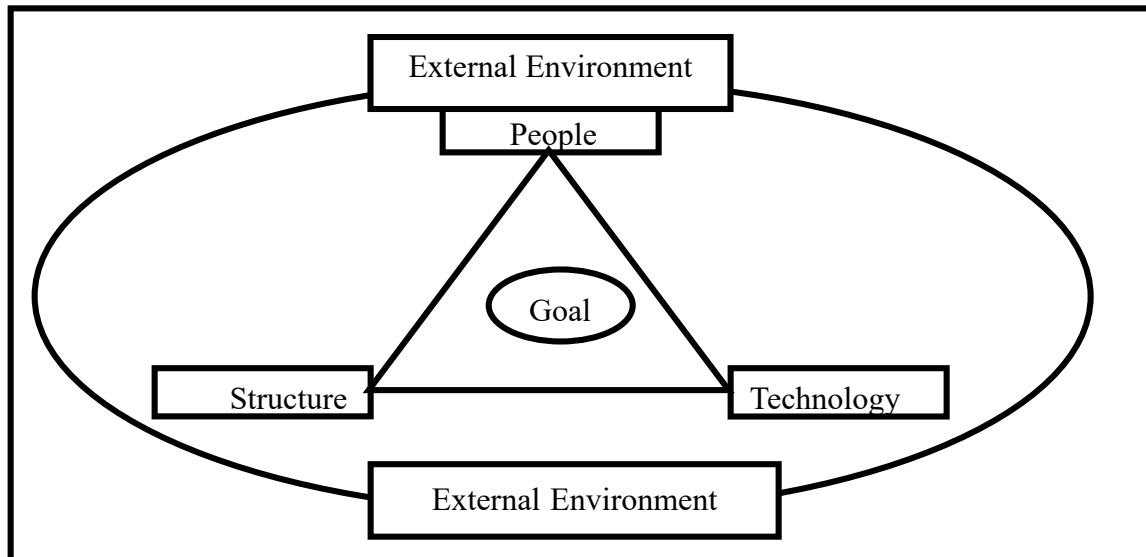 External Environment
People
Goal
Structure
Technology
External Environment